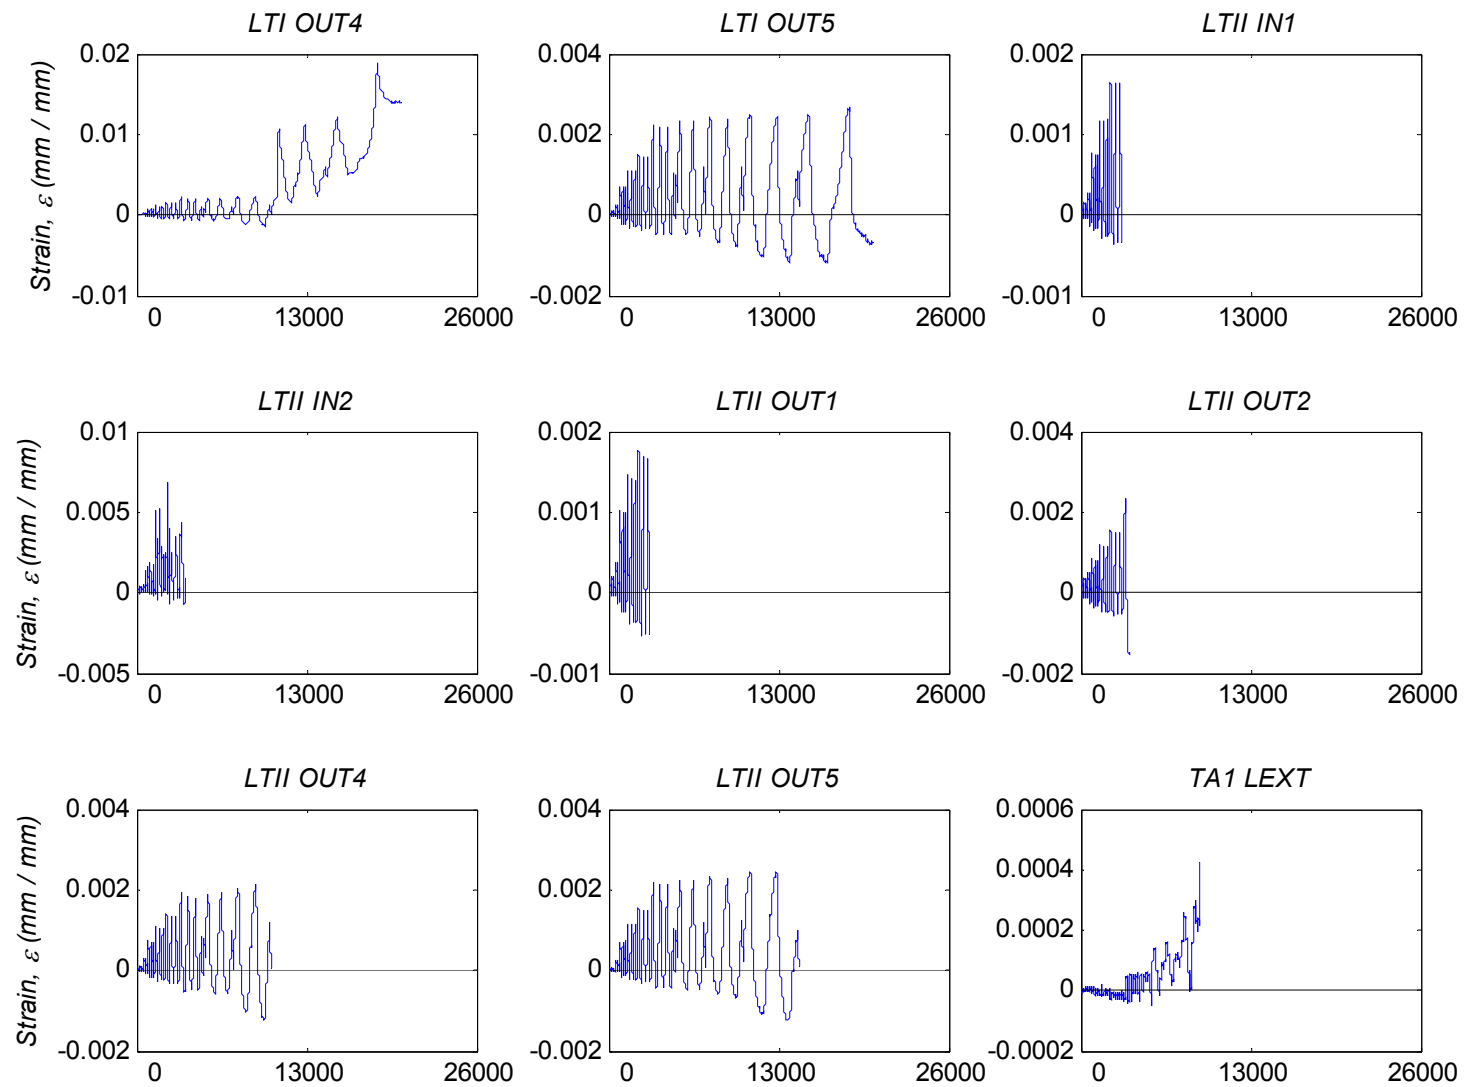 LTI OUT4 LTI OUT5 LTII IN1
0.02 0.004 0.002
0.01 0.002 0.001
0 0 0
-0.01 -0.002 -0.001
Strain, ε (mm / mm)
0 13000 26000 0 13000 26000 0 13000 26000
LTII IN2 LTII OUT1 LTII OUT2
0.01 0.002 0.004
0.005 0.001 0.002
0 0 0
-0.005 -0.001 -0.002
Strain, ε (mm / mm)
0 13000 26000 0 13000 26000 0 13000 26000
LTII OUT4 LTII OUT5 TA1 LEXT
0.004 0.004 0.0006
0.0004
0.002 0.002
0.0002
0 0 0
-0.002 -0.002 -0.0002
Strain, ε (mm / mm)
0 13000 26000 0 13000 26000 0 13000 26000